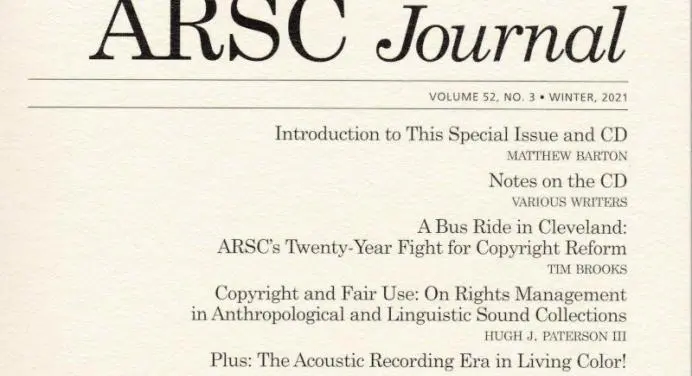 ARSC Journal
VOLUME 52, NO. 3 • WINTER, 2021
Introduction to This Special Issue and CD
MATTHEW BARTON
Notes on the CD
VARIOUS WRITERS
A Bus Ride in Cleveland:
ARSC's Twenty-Year Fight for Copyright Reform
TIM BROOKS
Copyright and Fair Use: On Rights Management
in Anthropological and Linguistic Sound Collections
HUGH J. PATERSON III
Plus: The Acoustic Recording Era in Living Color!